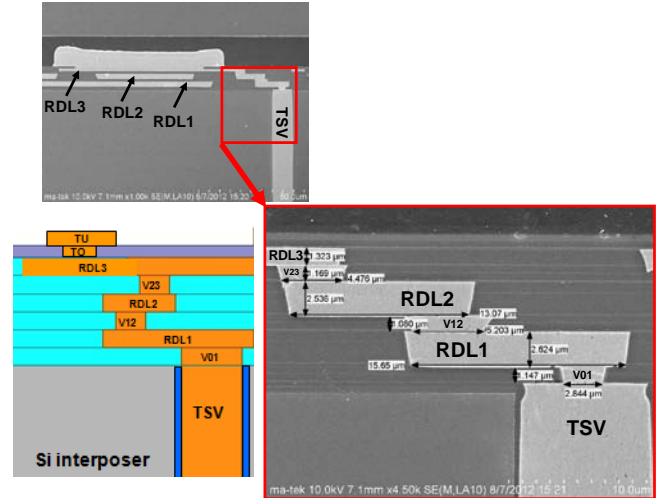 RDL3
RDL2
RDL1
TSV
ma-tek 10.0kV 7.1mm x1.00k SE(M,LA10) 8/7/2012 15:22 50.0um
TU
TO
RDL3
V23
RDL2
V12
RDL1
V01
TSV
Si interposer
RDL3
1.323 µm
V23
1.169 µm
4.476 µm
2.536 µm
RDL2
13.07 µm
1.080 µm
V12
5.203 µm
RDL1
2.624 µm
15.65 µm
1.147 µm
V01
2.844 µm
TSV
ma-tek 10.0kV 7.1mm x4.50k SE(M,LA10) 8/7/2012 15:21 10.0um